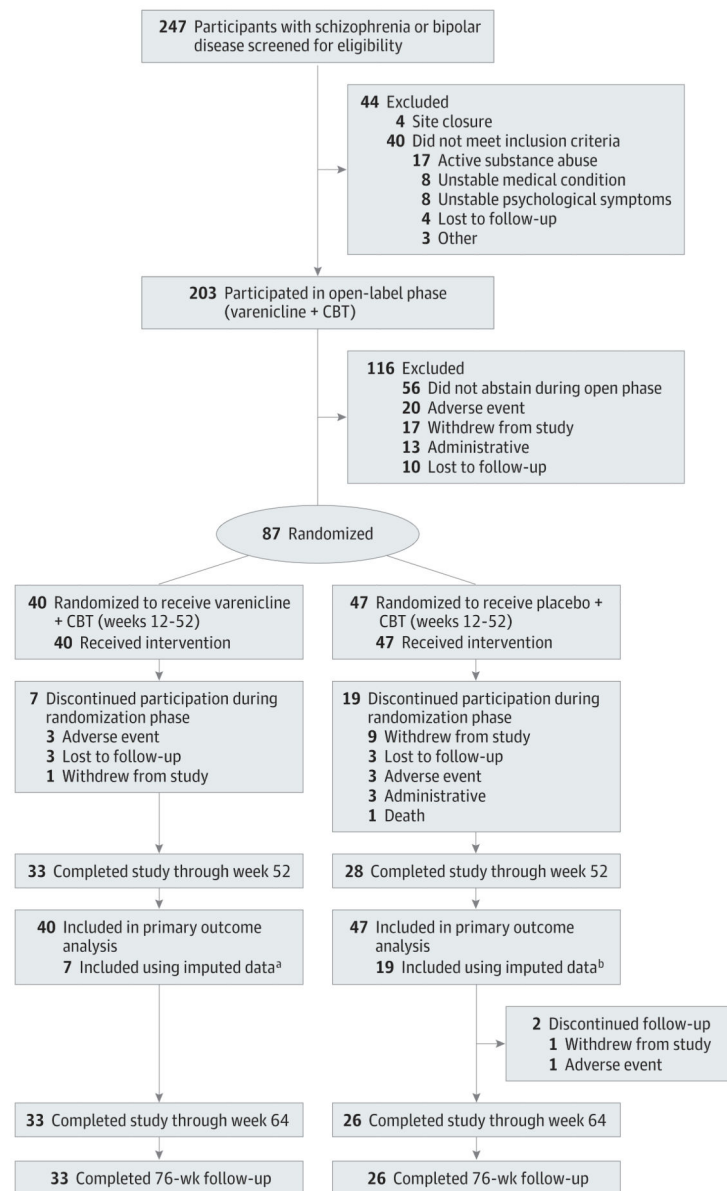 247 Participants with schizophrenia or bipolar
disease screened for eligibility
44 Excluded
4 Site closure
40 Did not meet inclusion criteria
17 Active substance abuse
8 Unstable medical condition
8 Unstable psychological symptoms
4 Lost to follow-up
3 Other
203 Participated in open-label phase
(varenicline + CBT)
116 Excluded
56 Did not abstain during open phase
20 Adverse event
17 Withdrew from study
13 Administrative
10 Lost to follow-up
87 Randomized
40 Randomized to receive varenicline
+ CBT (weeks 12-52)
40 Received intervention
47 Randomized to receive placebo +
CBT (weeks 12-52)
47 Received intervention
7 Discontinued participation during
randomization phase
3 Adverse event
3 Lost to follow-up
1 Withdrew from study
19 Discontinued participation during
randomization phase
9 Withdrew from study
3 Lost to follow-up
3 Adverse event
3 Administrative
1 Death
33 Completed study through week 52
28 Completed study through week 52
40 Included in primary outcome
analysis
7 Included using imputed dataᵃ
47 Included in primary outcome
analysis
19 Included using imputed dataᵇ
2 Discontinued follow-up
1 Withdrew from study
1 Adverse event
33 Completed study through week 64
26 Completed study through week 64
33 Completed 76-wk follow-up
26 Completed 76-wk follow-up